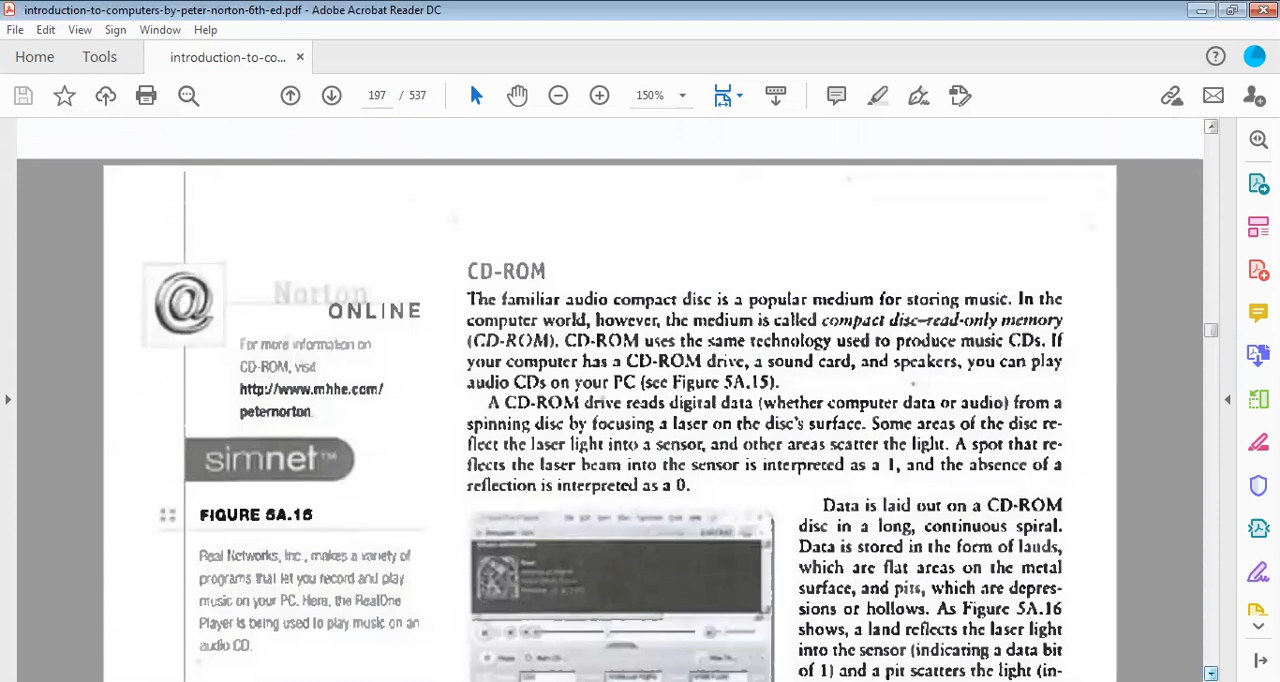 introduction-to-computers-by-peter-norton-6th-ed.pdf - Adobe Acrobat Reader DC
File Edit View Sign Window Help
Home Tools introduction-to-co... ×
197 / 537 150%
Norton
ONLINE
For more information on
CD-ROM, visit
http://www.mhhe.com/
peternorton
simnet™
FIGURE 5A.15
Real Networks, Inc., makes a variety of
programs that let you record and play
music on your PC. Here, the RealOne
Player is being used to play music on an
audio CD.
CD-ROM
The familiar audio compact disc is a popular medium for storing music. In the
computer world, however, the medium is called compact disc–read-only memory
(CD-ROM). CD-ROM uses the same technology used to produce music CDs. If
your computer has a CD-ROM drive, a sound card, and speakers, you can play
audio CDs on your PC (see Figure 5A.15).
A CD-ROM drive reads digital data (whether computer data or audio) from a
spinning disc by focusing a laser on the disc's surface. Some areas of the disc re-
flect the laser light into a sensor, and other areas scatter the light. A spot that re-
flects the laser beam into the sensor is interpreted as a 1, and the absence of a
reflection is interpreted as a 0.
Data is laid out on a CD-ROM
disc in a long, continuous spiral.
Data is stored in the form of lands,
which are flat areas on the metal
surface, and pits, which are depres-
sions or hollows. As Figure 5A.16
shows, a land reflects the laser light
into the sensor (indicating a data bit
of 1) and a pit scatters the light (in-